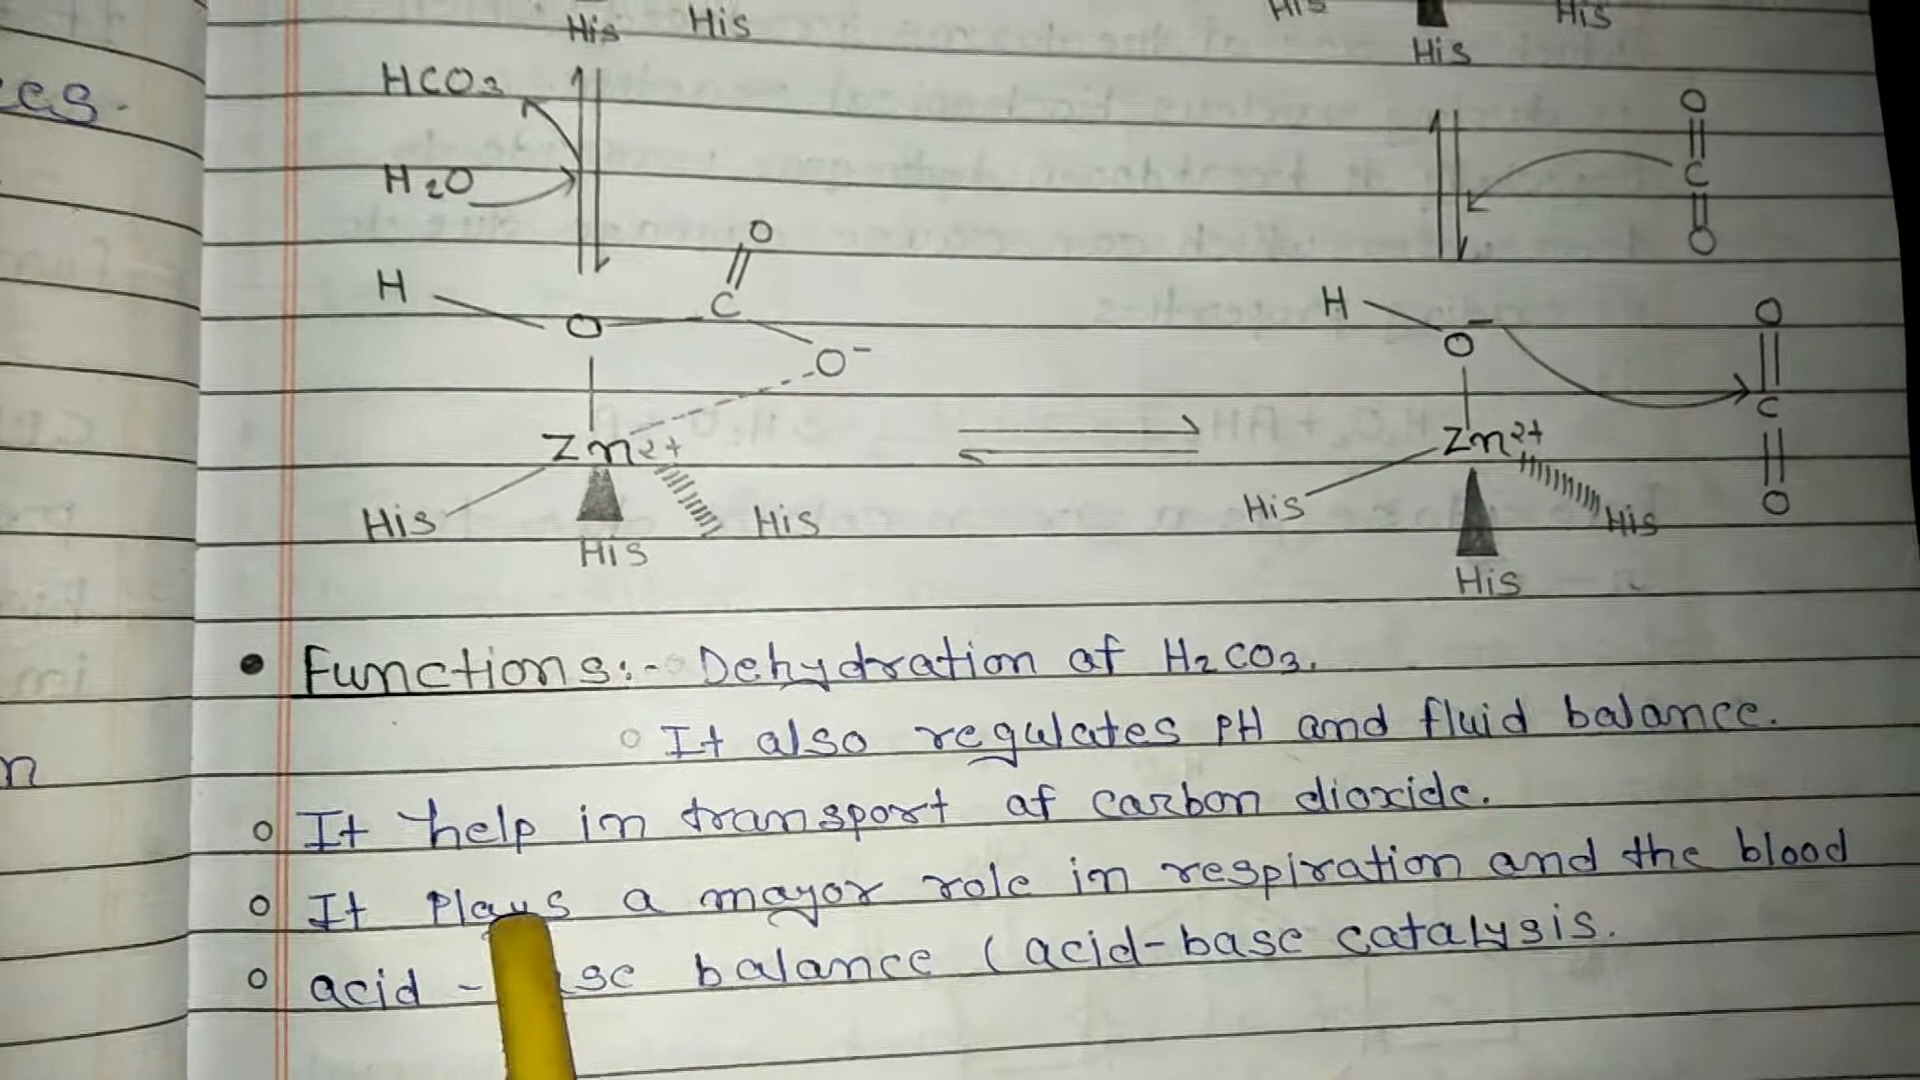 His His His His
His
HCO3
H2O
O
C
O
O
C
O-
H O
Zn2+
His His
His
H O-
O
C
O
Zn2+
His His
His
• Functions:- Dehydration of H2CO3.
o It also regulates PH and fluid balance.
o It help in transport of carbon dioxide.
o It Plays a mayor role in respiration and the blood
o acid - balance (acid-base catalysis.